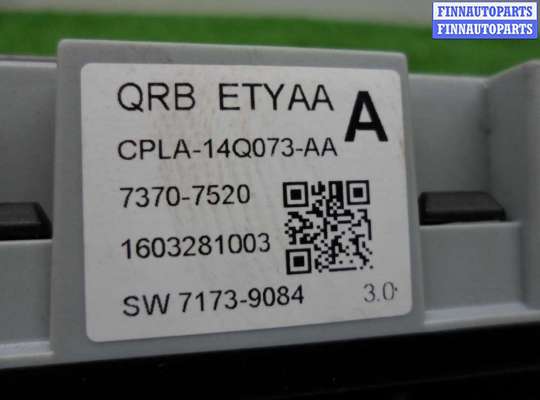 FINNAUTOPARTS
FINNAUTOPARTS
QRB ETYAA
A
CPLA-14Q073-AA
7370-7520
1603281003
SW 7173-9084
3.0